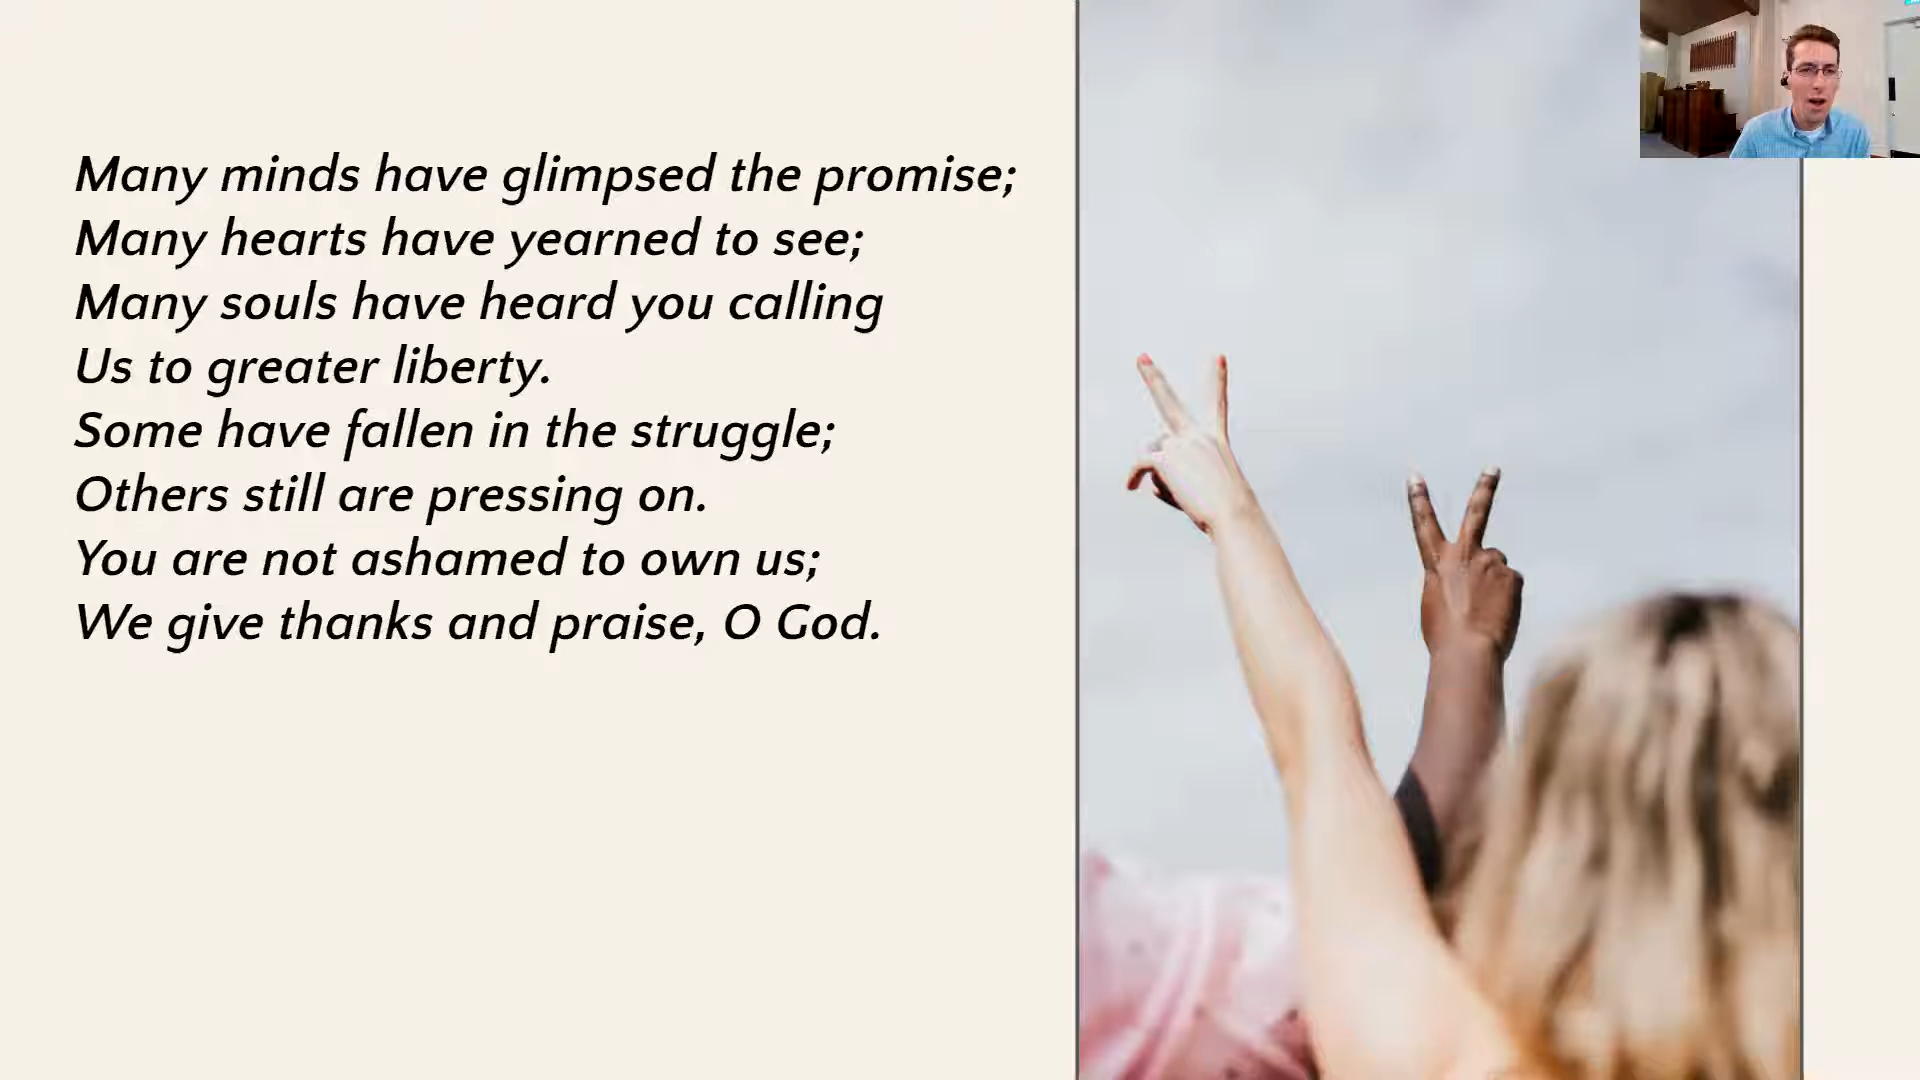 Many minds have glimpsed the promise;
Many hearts have yearned to see;
Many souls have heard you calling
Us to greater liberty.
Some have fallen in the struggle;
Others still are pressing on.
You are not ashamed to own us;
We give thanks and praise, O God.